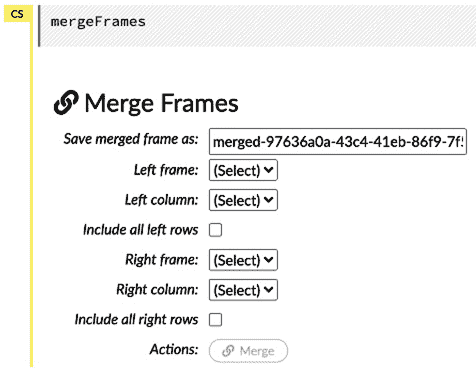 CS
mergeFrames
Merge Frames
Save merged frame as: merged-97636a0a-43c4-41eb-86f9-7f
Left frame: (Select)
Left column: (Select)
Include all left rows
Right frame: (Select)
Right column: (Select)
Include all right rows
Actions: Merge